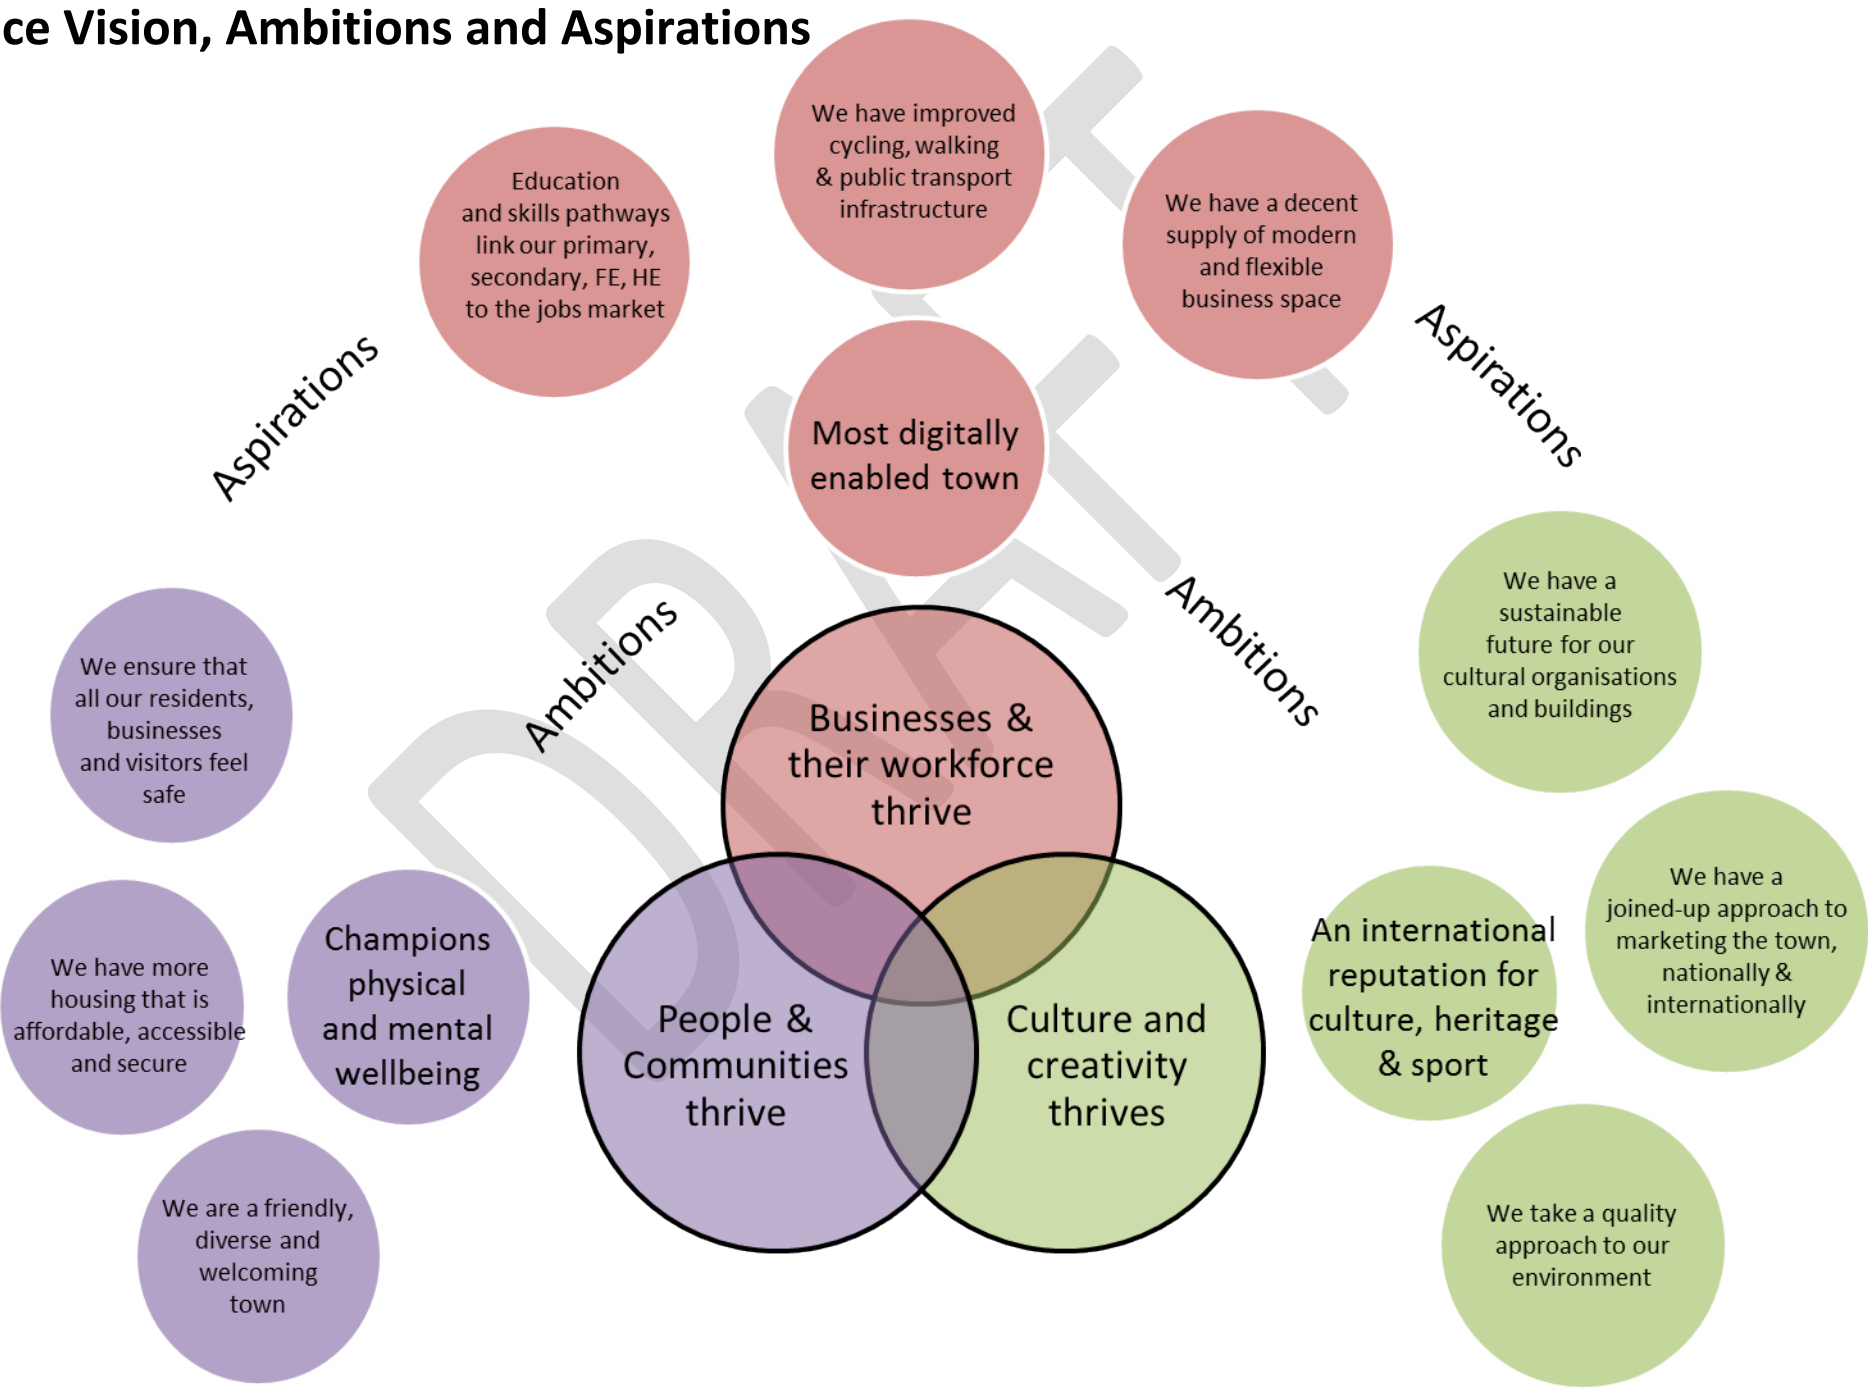 ce Vision, Ambitions and Aspirations
We have improved
cycling, walking
& public transport
infrastructure
Education
and skills pathways
link our primary,
secondary, FE, HE
to the jobs market
We have a decent
supply of modern
and flexible
business space
Aspirations
Aspirations
Most digitally
enabled town
Ambitions
Ambitions
DRAFT
We ensure that
all our residents,
businesses
and visitors feel
safe
We have a
sustainable
future for our
cultural organisations
and buildings
Businesses &
their workforce
thrive
We have more
housing that is
affordable, accessible
and secure
Champions
physical
and mental
wellbeing
People &
Communities
thrive
Culture and
creativity
thrives
An international
reputation for
culture, heritage
& sport
We have a
joined-up approach to
marketing the town,
nationally &
internationally
We are a friendly,
diverse and
welcoming
town
We take a quality
approach to our
environment